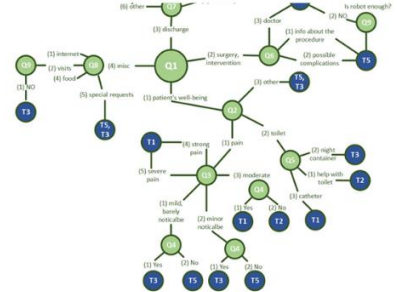 (6) other
Q7
Is robot enough?
(3) doctor
(2) NO
Q9
(3) discharge
(1) info about the
procedure
(1) internet
(2) surgery,
intervention
Q6
(2) possible
complications
T5
Q9
(2) visits
Q8
(4) misc
Q1
(4) food
(1) NO
(5) special requests
(3) other
T5,
T3
(1) patient's well-being
Q2
T3
T5,
T3
(2) toilet
T1
(4) strong
pain
(1) pain
(2) night
container
T3
Q5
(5) severe
pain
Q3
(3) moderate
(1) help with
toilet
T2
Q4
(3) catheter
(1) mild,
barely
noticalbe
(2) minor
noticalbe
(1) Yes
(2) No
T1
T2
T1
Q4
Q4
(1) Yes
(2) No
(1) Yes
(2) No
T3
T5
T3
T5